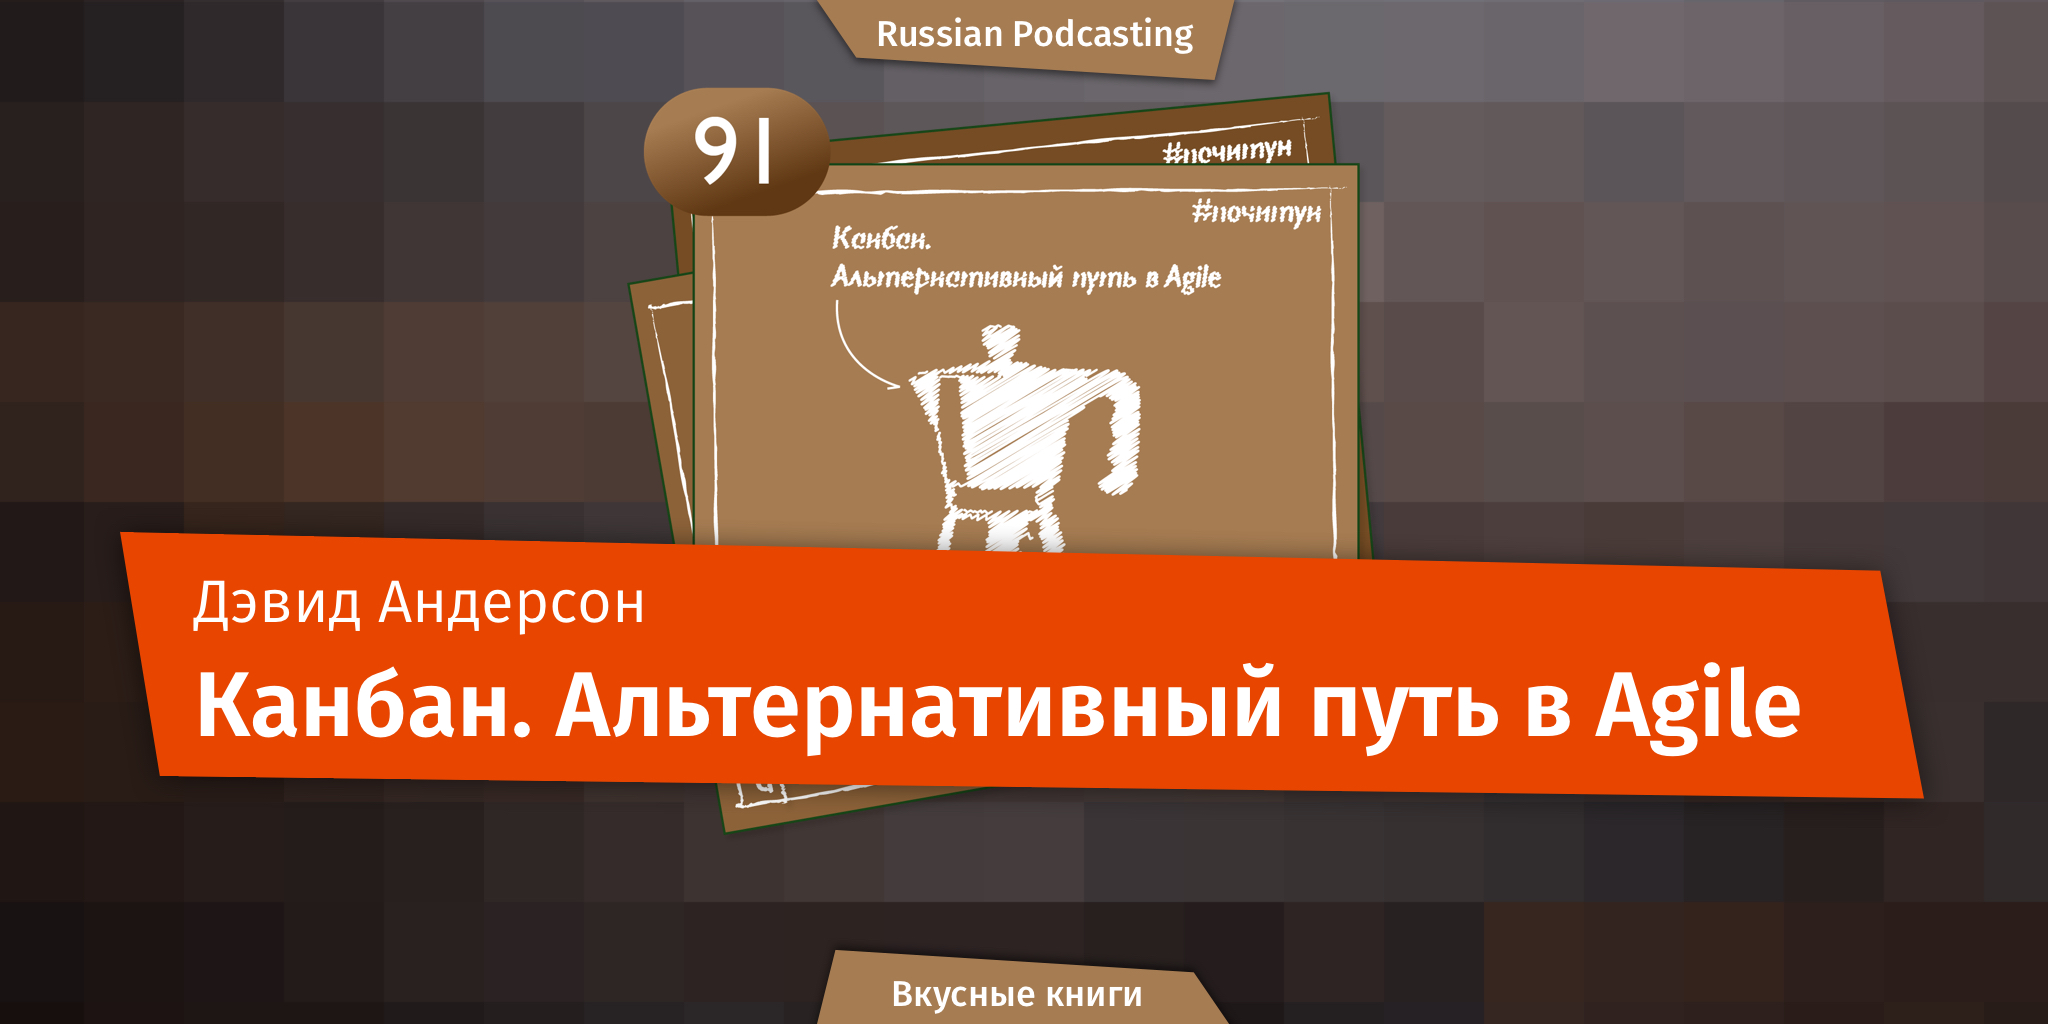 Russian Podcasting
91
#почитун
#почитун
Канбан.
Альтернативный путь в Agile
Дэвид Андерсон
Канбан. Альтернативный путь в Agile
Вкусные книги